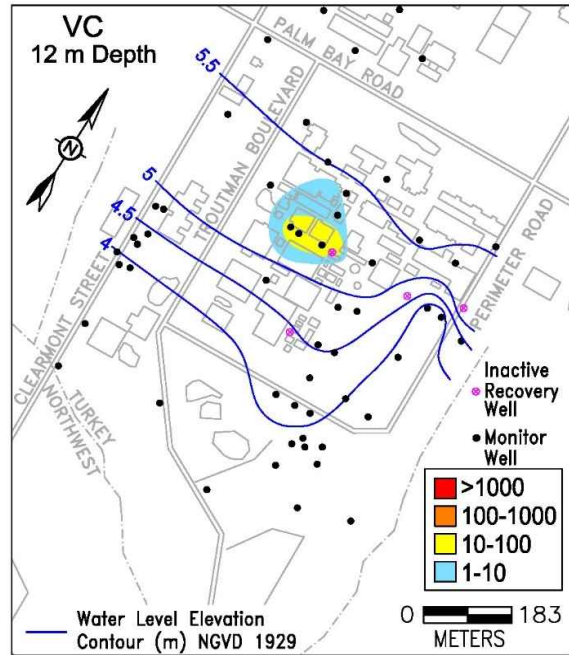 VC
12 m Depth
N
PALM BAY ROAD
TROUTMAN BOULEVARD
5.5
5
4.5
4
CLEARMONT STREET
PERIMETER ROAD
TURKEY
NORTHWEST
Inactive
Recovery
Well
Monitor
Well
>1000
100-1000
10-100
1-10
Water Level Elevation
Contour (m) NGVD 1929
0 183
METERS